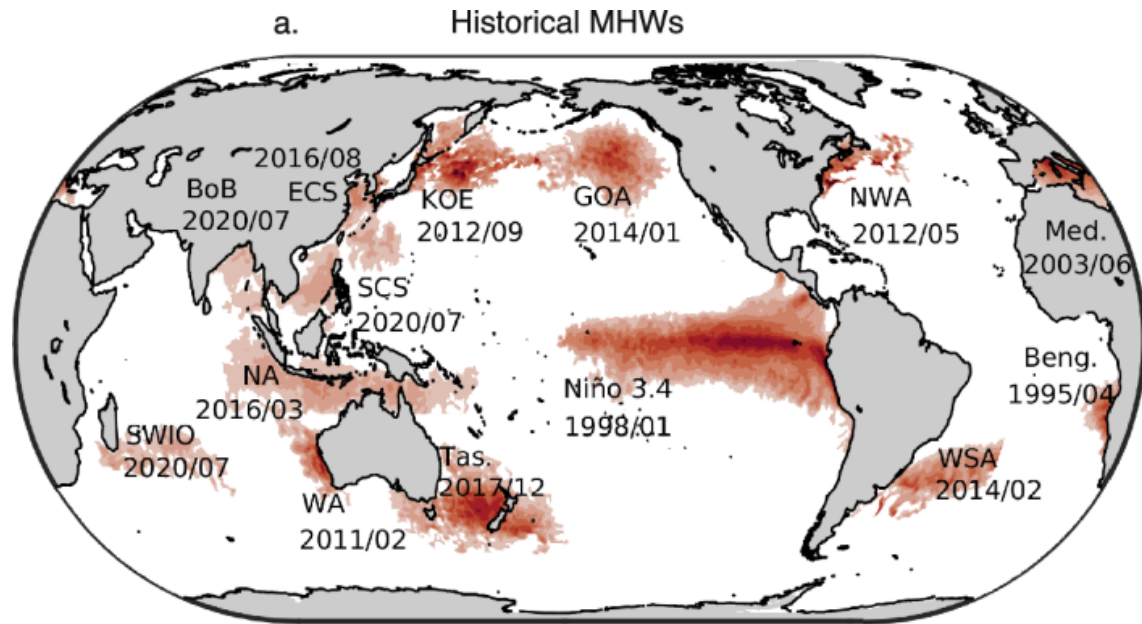 a. Historical MHWs
2016/08
ECS
BoB
2020/07
KOE
2012/09
GOA
2014/01
NWA
2012/05
Med.
2003/06
SCS
2020/07
NA
2016/03
Niño 3.4
1998/01
Beng.
1995/04
SWIO
2020/07
WA
2011/02
Tas.
2017/12
WSA
2014/02